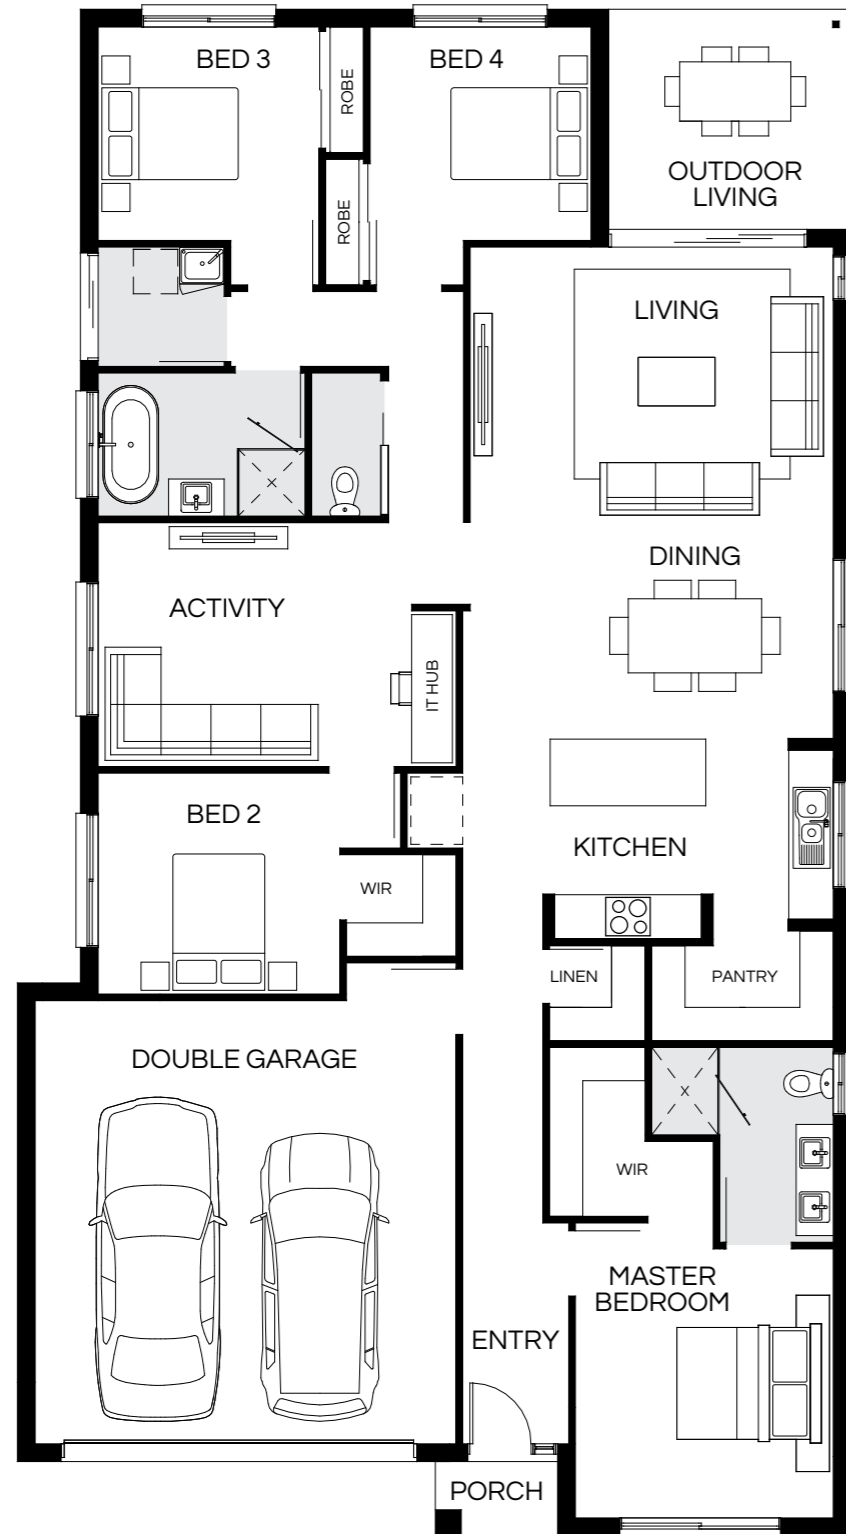 BED 3
BED 4
ROBE
ROBE
OUTDOOR
LIVING
LIVING
DINING
ACTIVITY
IT HUB
BED 2
KITCHEN
WIR
LINEN
PANTRY
DOUBLE GARAGE
WIR
MASTER
BEDROOM
ENTRY
PORCH